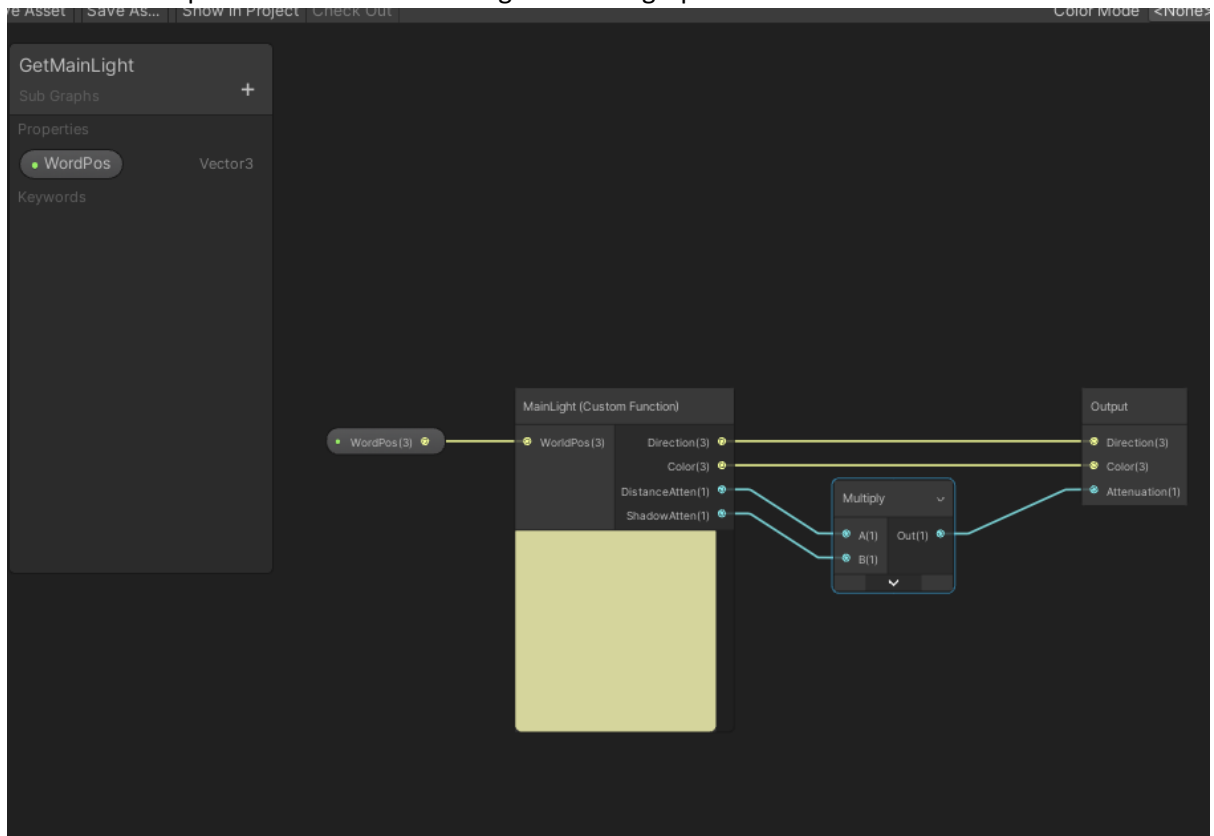 e Asset Save As... Show In Project Check Out Color Mode <None>
GetMainLight
Sub Graphs
+
Properties
WordPos Vector3
Keywords
MainLight (Custom Function)
WordPos(3)
WorldPos(3)
Direction(3)
Color(3)
DistanceAtten(1)
ShadowAtten(1)
Multiply
A(1) Out(1)
B(1)
Output
Direction(3)
Color(3)
Attenuation(1)